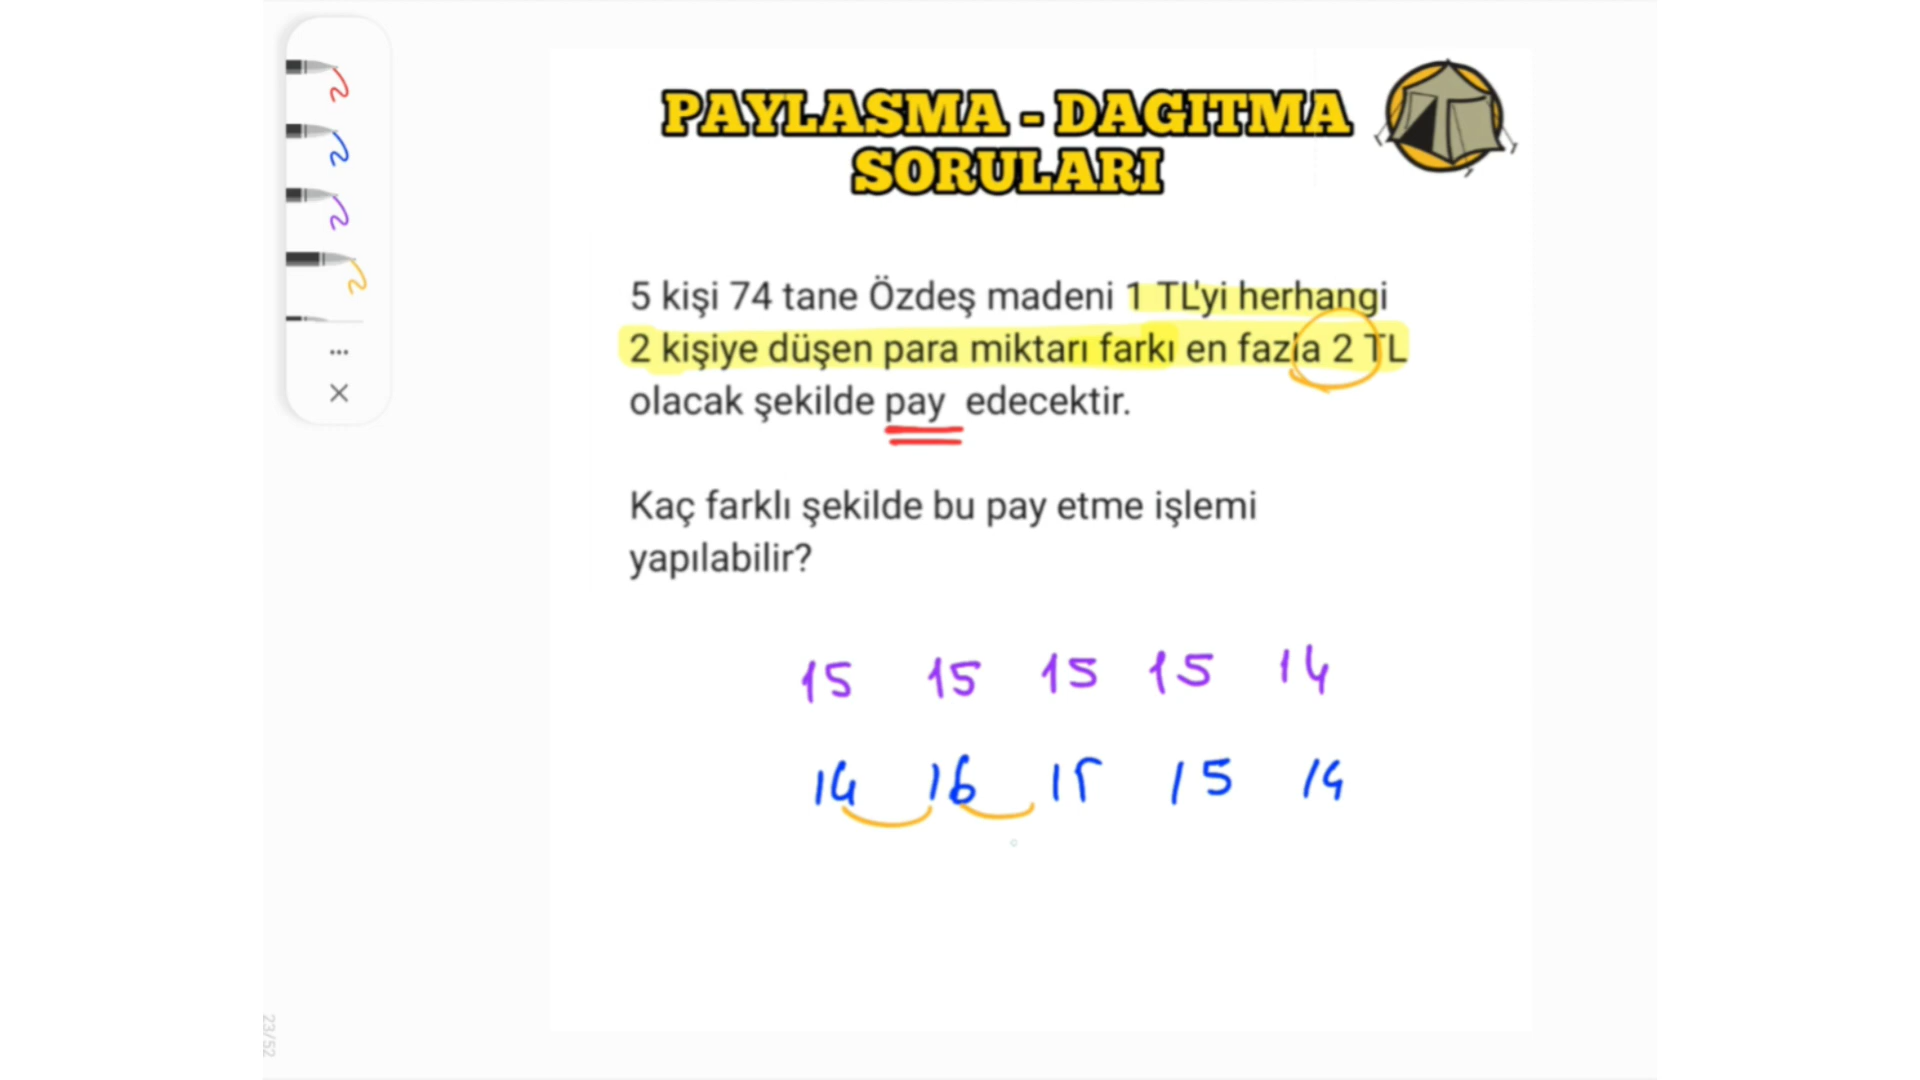 PAYLASMA - DAGITMA
SORULARI
5 kişi 74 tane Özdeş madeni 1 TL'yi herhangi
2 kişiye düşen para miktarı farkı en fazla 2 TL
olacak şekilde pay edecektir.
Kaç farklı şekilde bu pay etme işlemi
yapılabilir?
15 15 15 15 14
14 16 15 15 14
23/52